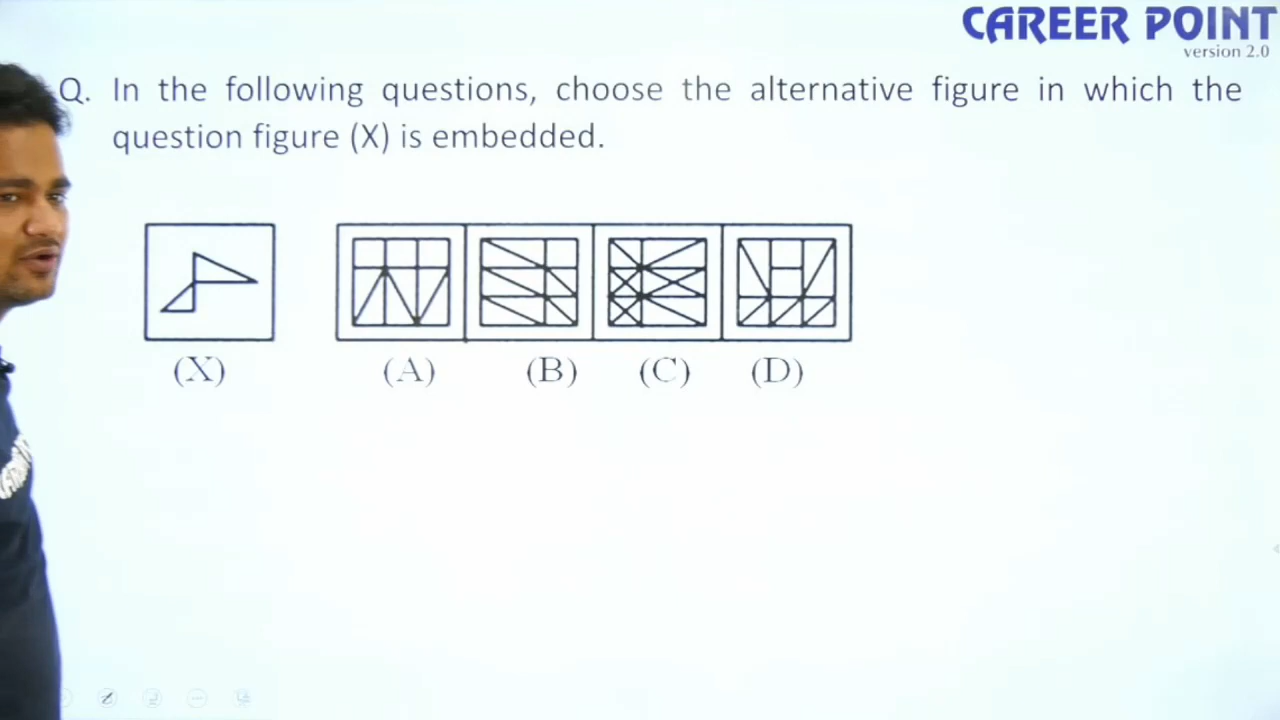 CAREER POINT
version 2.0
Q. In the following questions, choose the alternative figure in which the
question figure (X) is embedded.
(X) (A) (B) (C) (D)